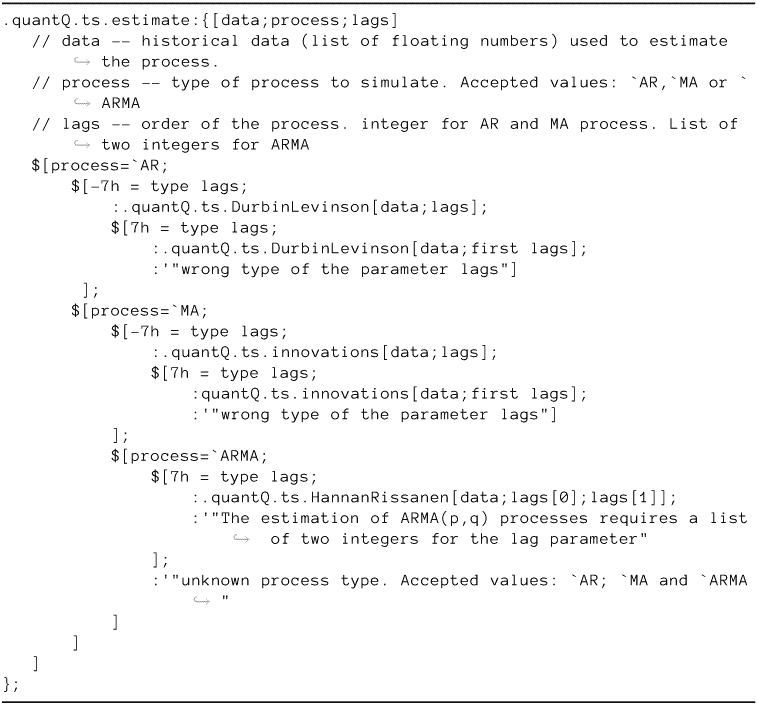 .quantQ.ts.estimate:{[data;process;lags]
   // data -- historical data (list of floating numbers) used to estimate
       ↪ the process.
   // process -- type of process to simulate. Accepted values: `AR,`MA or `
       ↪ ARMA
   // lags -- order of the process. integer for AR and MA process. List of
       ↪ two integers for ARMA
   $[process=`AR;
       $[-7h = type lags;
           :.quantQ.ts.DurbinLevinson[data;lags];
           $[7h = type lags;
               :.quantQ.ts.DurbinLevinson[data;first lags];
               :'"wrong type of the parameter lags"]
        ];
       $[process=`MA;
           $[-7h = type lags;
               :.quantQ.ts.innovations[data;lags];
               $[7h = type lags;
                   :quantQ.ts.innovations[data;first lags];
                   :'"wrong type of the parameter lags"]
           ];
           $[process=`ARMA;
               $[7h = type lags;
                   :.quantQ.ts.HannanRissanen[data;lags[0];lags[1]];
                   :'"The estimation of ARMA(p,q) processes requires a list
                       ↪  of two integers for the lag parameter"
               ];
               :'"unknown process type. Accepted values: `AR; `MA and `ARMA
                   ↪ "
           ]
       ]
   ]
};